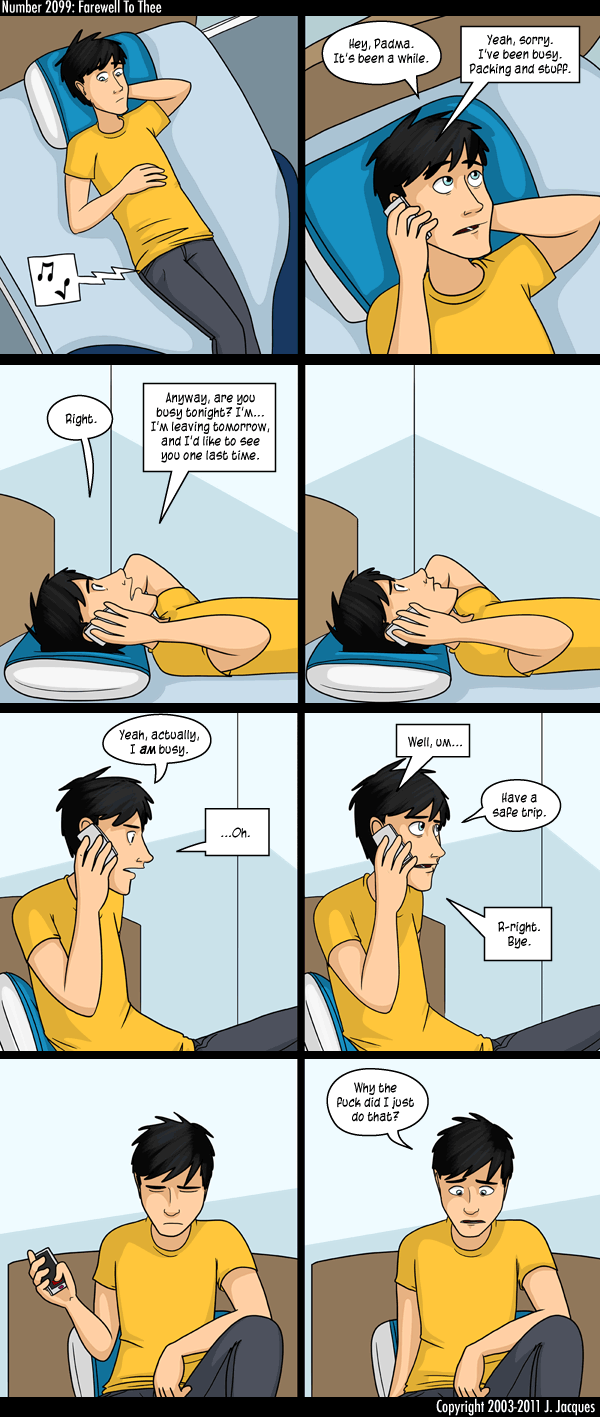 Number 2099: Farewell To Thee
Hey, Padma.
It's been a while.
Yeah, sorry.
I've been busy.
Packing and stuff.
Right.
Anyway, are you
busy tonight? I'm...
I'm leaving tomorrow,
and I'd like to see
you one last time.
Yeah, actually,
I am busy.
...Oh.
Well, um...
Have a
safe trip.
R-right.
Bye.
Why the
fuck did I just
do that?
Copyright 2003-2011 J. Jacques